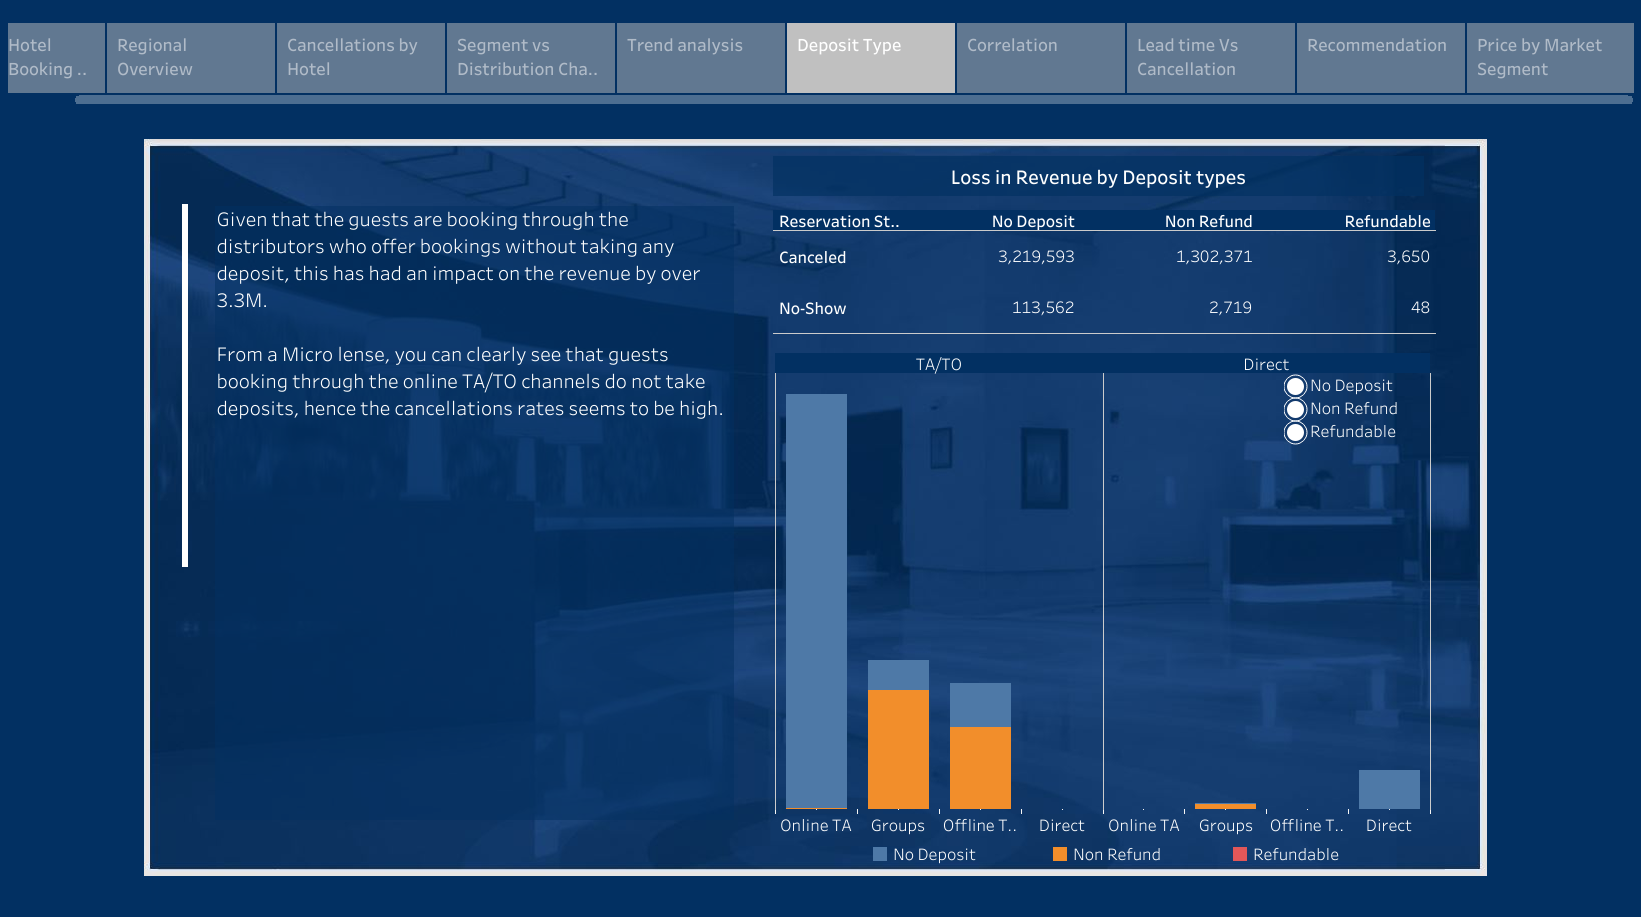 Hotel
Booking ..
Regional
Overview
Cancellations by
Hotel
Segment vs
Distribution Cha..
Trend analysis
Deposit Type
Correlation
Lead time Vs
Cancellation
Recommendation
Price by Market
Segment
Given that the guests are booking through the
distributors who offer bookings without taking any
deposit, this has had an impact on the revenue by over
3.3M.
From a Micro lense, you can clearly see that guests
booking through the online TA/TO channels do not take
deposits, hence the cancellations rates seems to be high.
Loss in Revenue by Deposit types
Reservation St.. No Deposit Non Refund Refundable
Canceled 3,219,593 1,302,371 3,650
No-Show 113,562 2,719 48
TA/TO Direct
No Deposit
Non Refund
Refundable
Online TA Groups Offline T.. Direct Online TA Groups Offline T.. Direct
No Deposit Non Refund Refundable